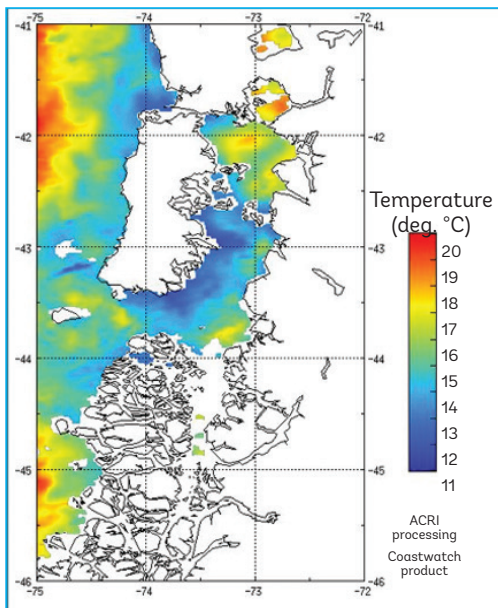 -75 -74 -73 -72
-41
-41
-42
-42
-43
-43
-44
-44
-45
-45
-46
-46
-75 -74 -73 -72
Temperature
(deg. °C)
20
19
18
17
16
15
14
13
12
11
ACRI
processing
Coastwatch
product